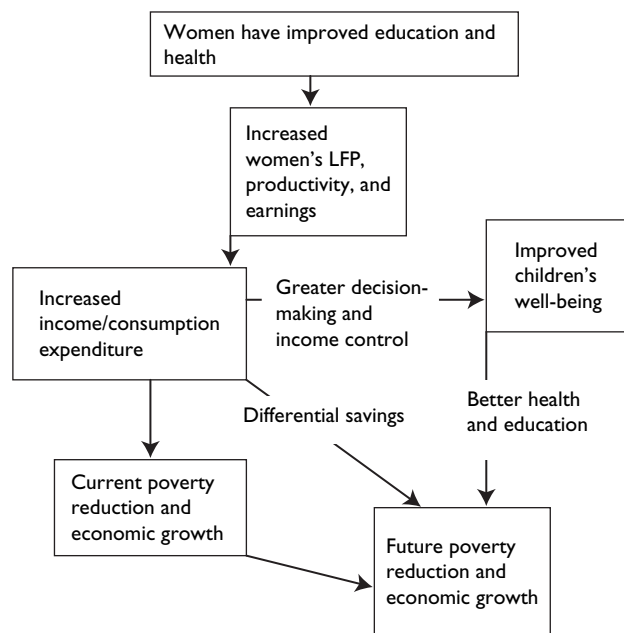 Women have improved education and
health
Increased
women's LFP,
productivity, and
earnings
Increased
income/consumption
expenditure
Greater decision-
making and
income control
Improved
children's
well-being
Differential savings
Better health
and education
Current poverty
reduction and
economic growth
Future poverty
reduction and
economic growth